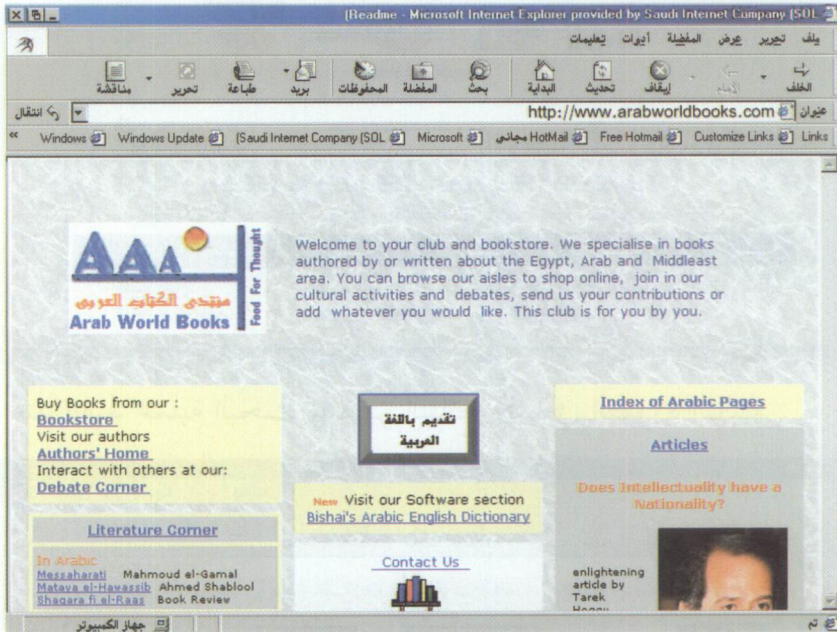 (Readme - Microsoft Internet Explorer provided by Saudi Internet Company (SOL
ملف تحرير عرض المفضلة أدوات تعليمات
الخلف الأمام إيقاف تحديث البداية بحث المفضلة المحفوظات بريد طباعة تحرير مناقشة
عنوان http://www.arabworldbooks.com انتقال
Windows Windows Update (Saudi Internet Company (SOL Microsoft مجاني HotMail Free Hotmail Customize Links Links
AAA
منتدى الكتاب العربي
Arab World Books
Food For Thought
Welcome to your club and bookstore. We specialise in books
authored by or written about the Egypt, Arab and Middleast
area. You can browse our aisles to shop online, join in our
cultural activities and debates, send us your contributions or
add whatever you would like. This club is for you by you.
Buy Books from our :
Bookstore
Visit our authors
Authors' Home
Interact with others at our:
Debate Corner
Literature Corner
In Arabic
Messaharati Mahmoud el-Gamal
Mataya el-Hawassib Ahmed Shablool
Shagara fi el-Raas Book Review
تقديم باللغة
العربية
New Visit our Software section
Bishai's Arabic English Dictionary
Contact Us
Index of Arabic Pages
Articles
Does Intellectuality have a
Nationality?
enlightening
article by
Tarek
Heggy
تم
جهاز الكمبيوتر